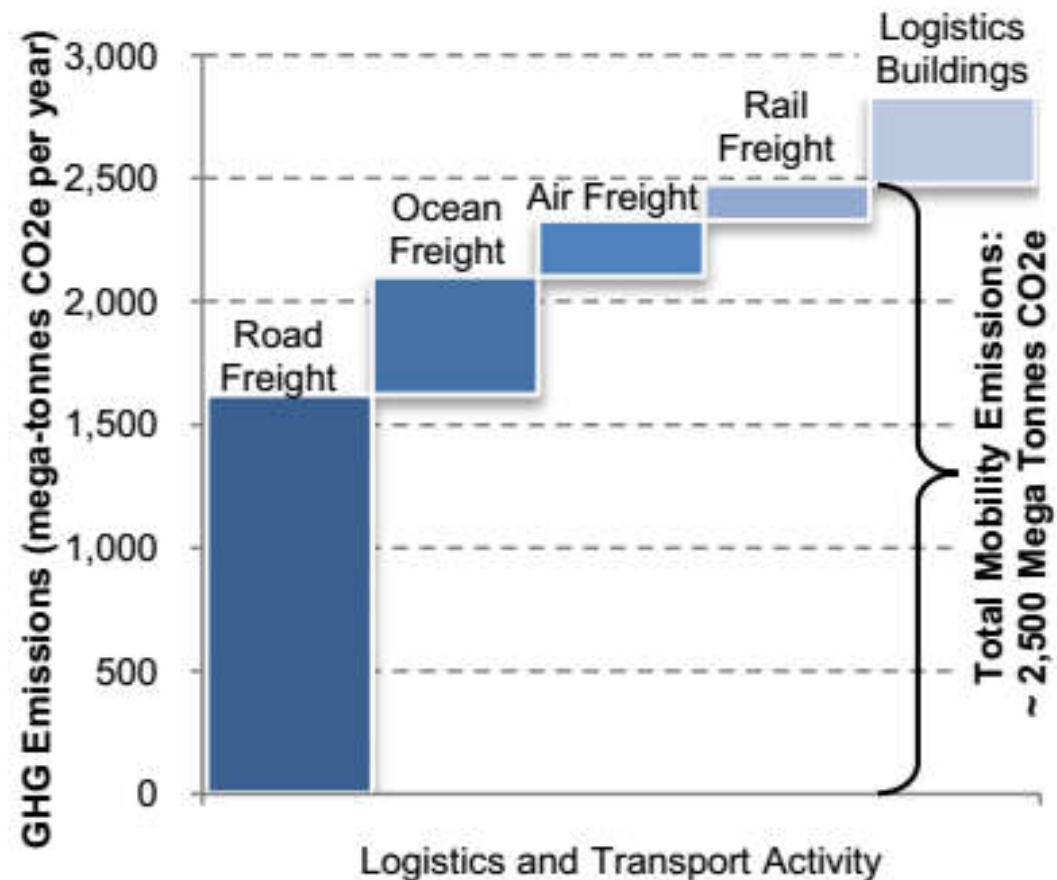 GHG Emissions (mega-tonnes CO2e per year)
3,000
2,500
2,000
1,500
1,000
500
0
Road
Freight
Ocean
Freight
Air Freight
Rail
Freight
Logistics
Buildings
Total Mobility Emissions:
~ 2,500 Mega Tonnes CO2e
Logistics and Transport Activity